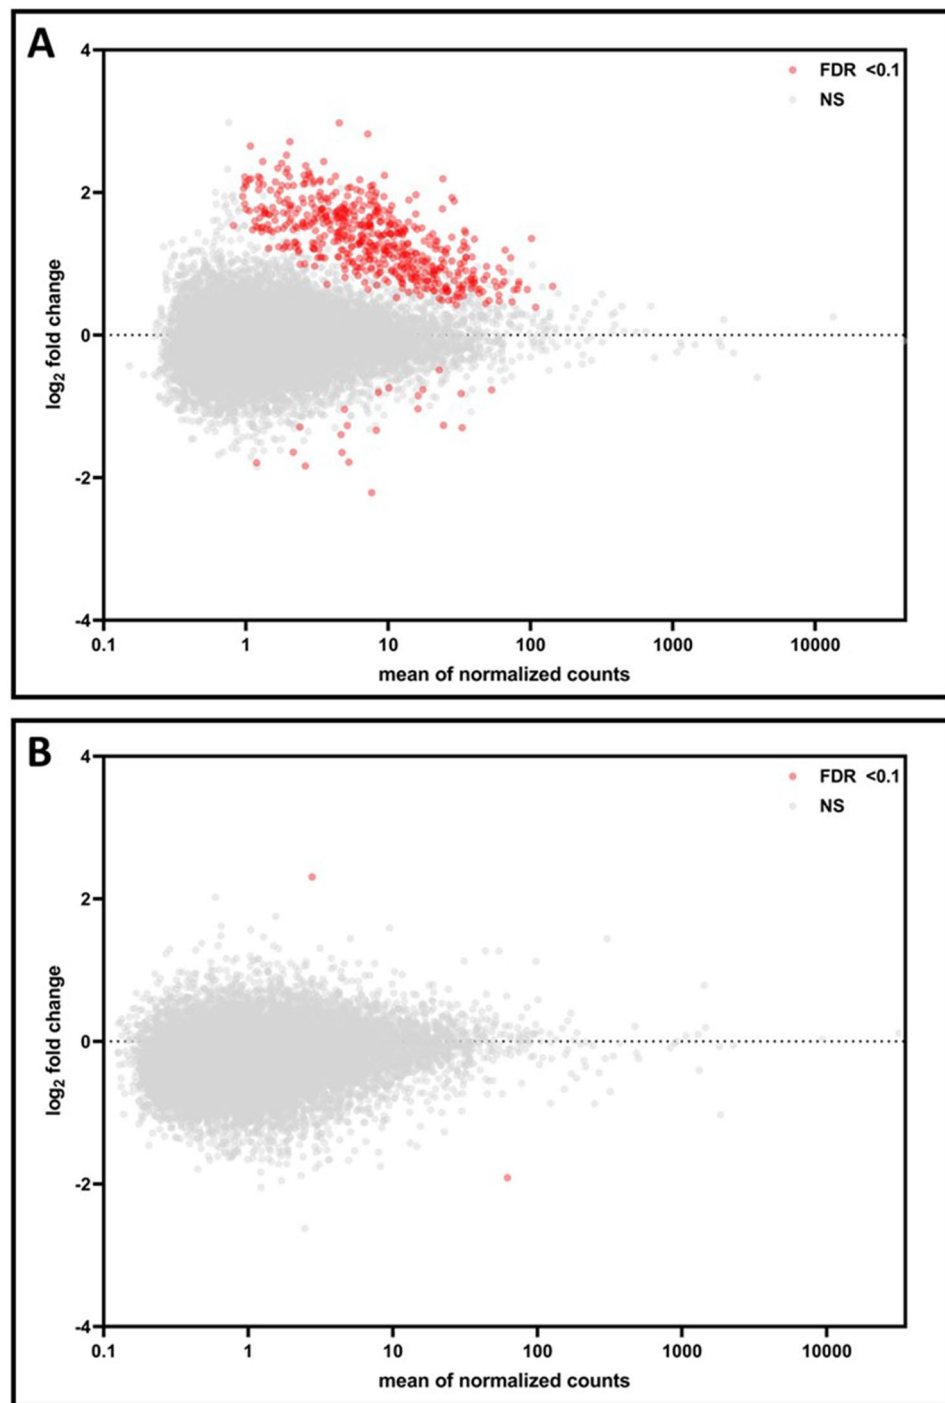 A
4
FDR <0.1
NS
2
0
-2
-4
log2 fold change
0.1 1 10 100 1000 10000
mean of normalized counts
B
4
FDR <0.1
NS
2
0
-2
-4
log2 fold change
0.1 1 10 100 1000 10000
mean of normalized counts